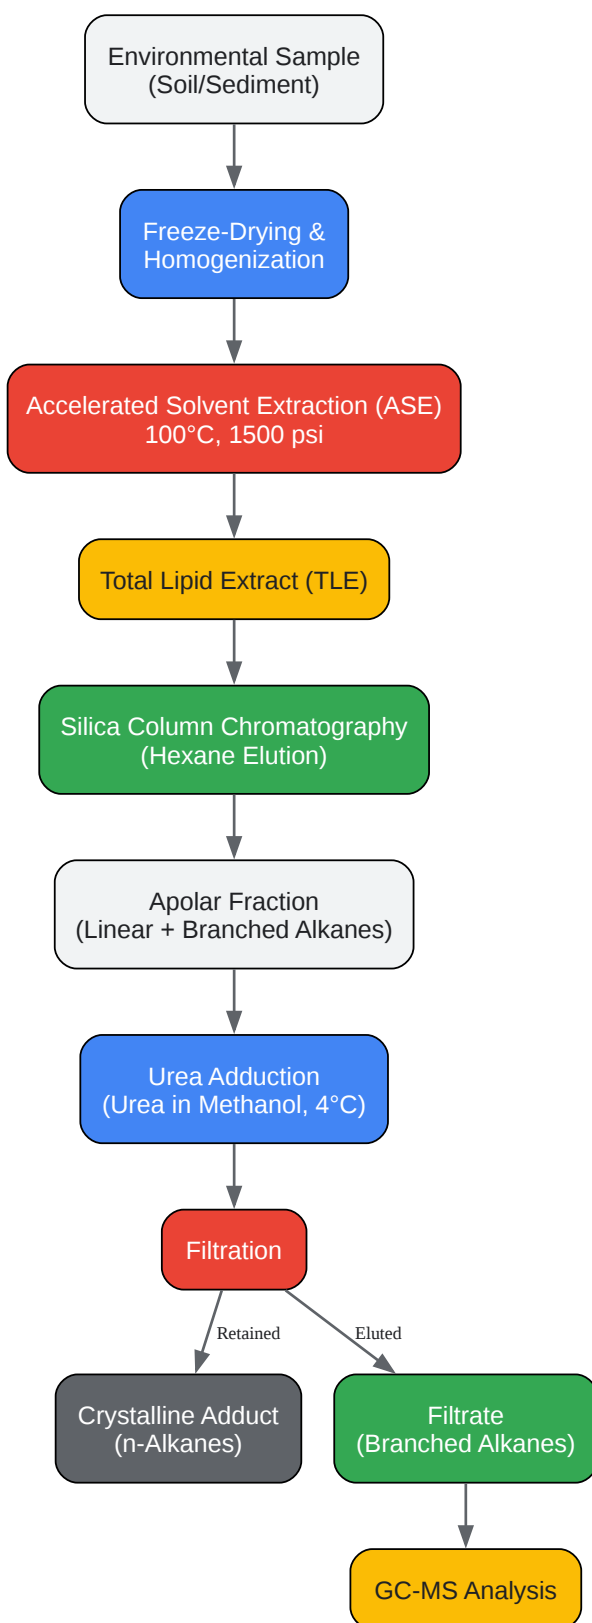 Environmental Sample
(Soil/Sediment)
Freeze-Drying &
Homogenization
Accelerated Solvent Extraction (ASE)
100°C, 1500 psi
Total Lipid Extract (TLE)
Silica Column Chromatography
(Hexane Elution)
Apolar Fraction
(Linear + Branched Alkanes)
Urea Adduction
(Urea in Methanol, 4°C)
Filtration
Retained
Eluted
Crystalline Adduct
(n-Alkanes)
Filtrate
(Branched Alkanes)
GC-MS Analysis